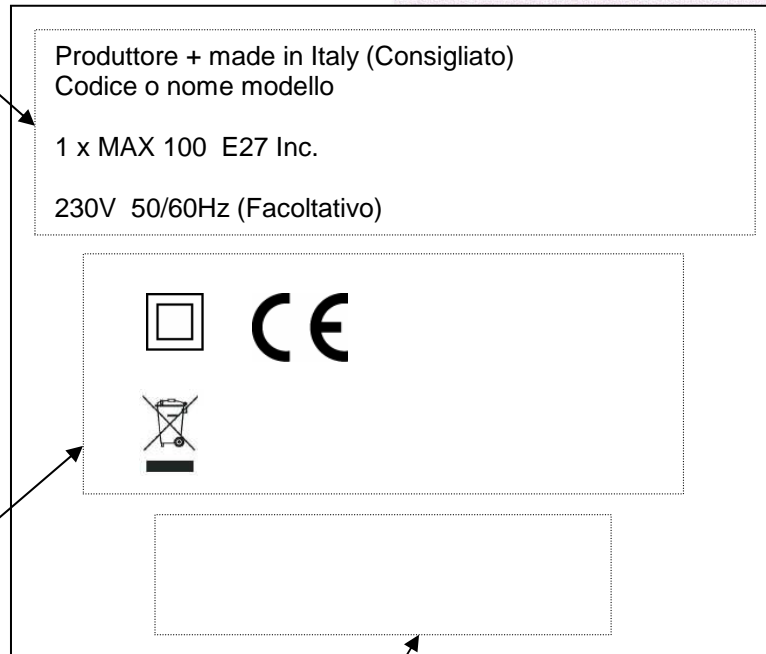 Produttore + made in Italy (Consigliato)
Codice o nome modello
1 x MAX 100  E27 Inc.
230V  50/60Hz (Facoltativo)
CE